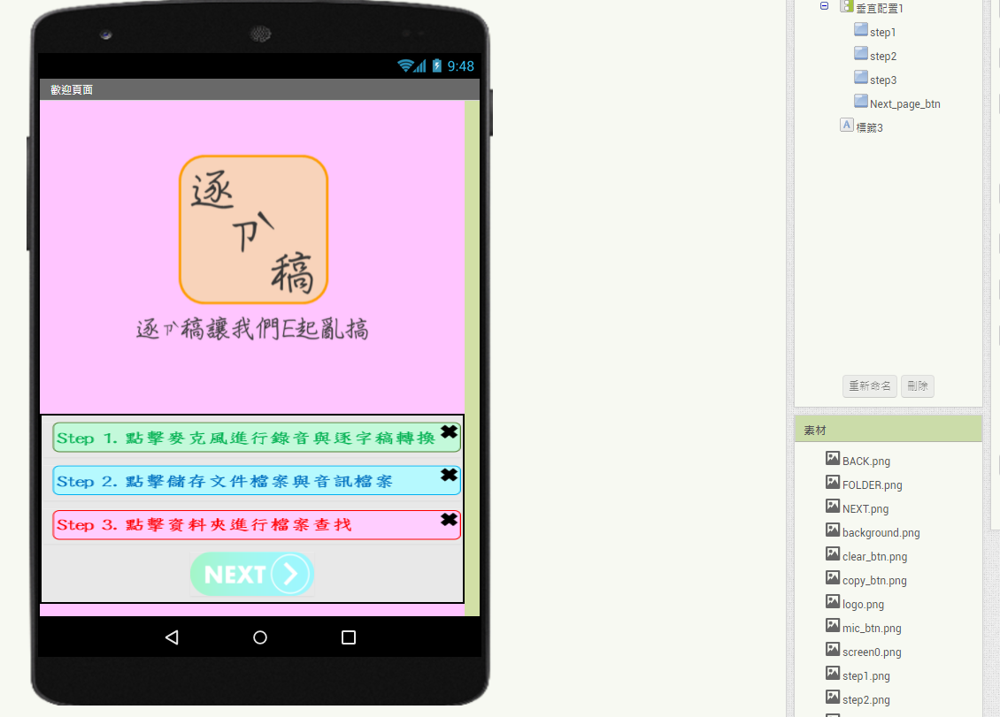 9:48
歡迎頁面
逐
ㄗˋ
稿
逐ㄗˋ稿讓我們E起亂搞
Step 1. 點擊麥克風進行錄音與逐字稿轉換
Step 2. 點擊儲存文件檔案與音訊檔案
Step 3. 點擊資料夾進行檔案查找
NEXT
垂直配置1
step1
step2
step3
Next_page_btn
A 標籤3
重新命名 刪除
素材
BACK.png
FOLDER.png
NEXT.png
background.png
clear_btn.png
copy_btn.png
logo.png
mic_btn.png
screen0.png
step1.png
step2.png